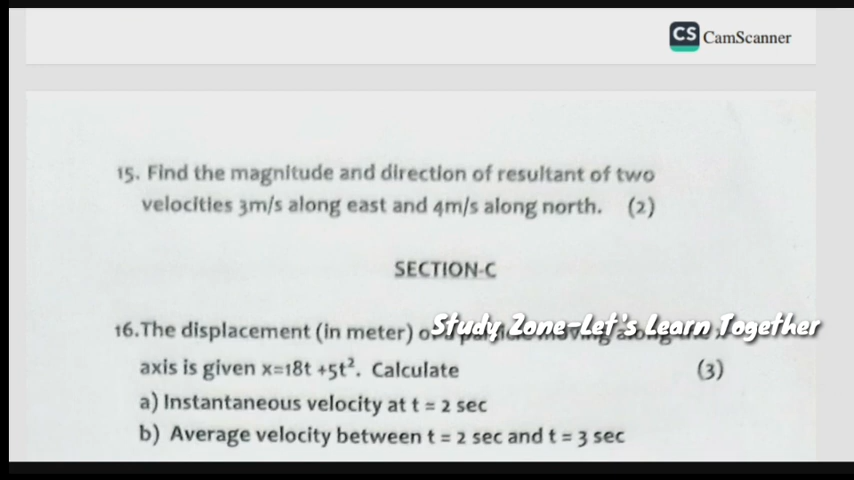 CS CamScanner
15. Find the magnitude and direction of resultant of two
velocities 3m/s along east and 4m/s along north. (2)
SECTION-C
16.The displacement (in meter)
Study Zone-Let's Learn Together
axis is given x=18t +5t². Calculate (3)
a) Instantaneous velocity at t = 2 sec
b) Average velocity between t = 2 sec and t = 3 sec